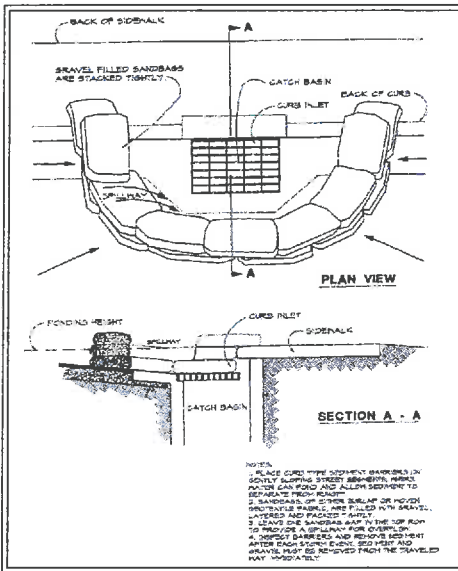 BACK OF SIDEWALK
A
GRAVEL FILLED SANDBAGS
ARE STACKED TIGHTLY
CATCH BASIN
CURB INLET
BACK OF CURB
SPILLWAY
A
PLAN VIEW
PONDING HEIGHT
SPILLWAY
CURB INLET
SIDEWALK
CATCH BASIN
SECTION A - A
NOTES:
1. PLACE CURB TYPE SEDIMENT BARRIERS ON
GENTLY SLOPING STREET SEGMENTS, WHERE
WATER CAN POND AND ALLOW SEDIMENT TO
SEPARATE FROM RUNOFF.
2. SANDBAGS, OF EITHER BURLAP OR WOVEN
GEOTEXTILE FABRIC, ARE FILLED WITH GRAVEL,
LAYERED AND PACKED TIGHTLY.
3. LEAVE ONE SANDBAG GAP IN THE TOP ROW
TO PROVIDE A SPILLWAY FOR OVERFLOW.
4. INSPECT BARRIERS AND REMOVE SEDIMENT
AFTER EACH STORM EVENT. SEDIMENT AND
GRAVEL MUST BE REMOVED FROM THE TRAVELED
WAY IMMEDIATELY.